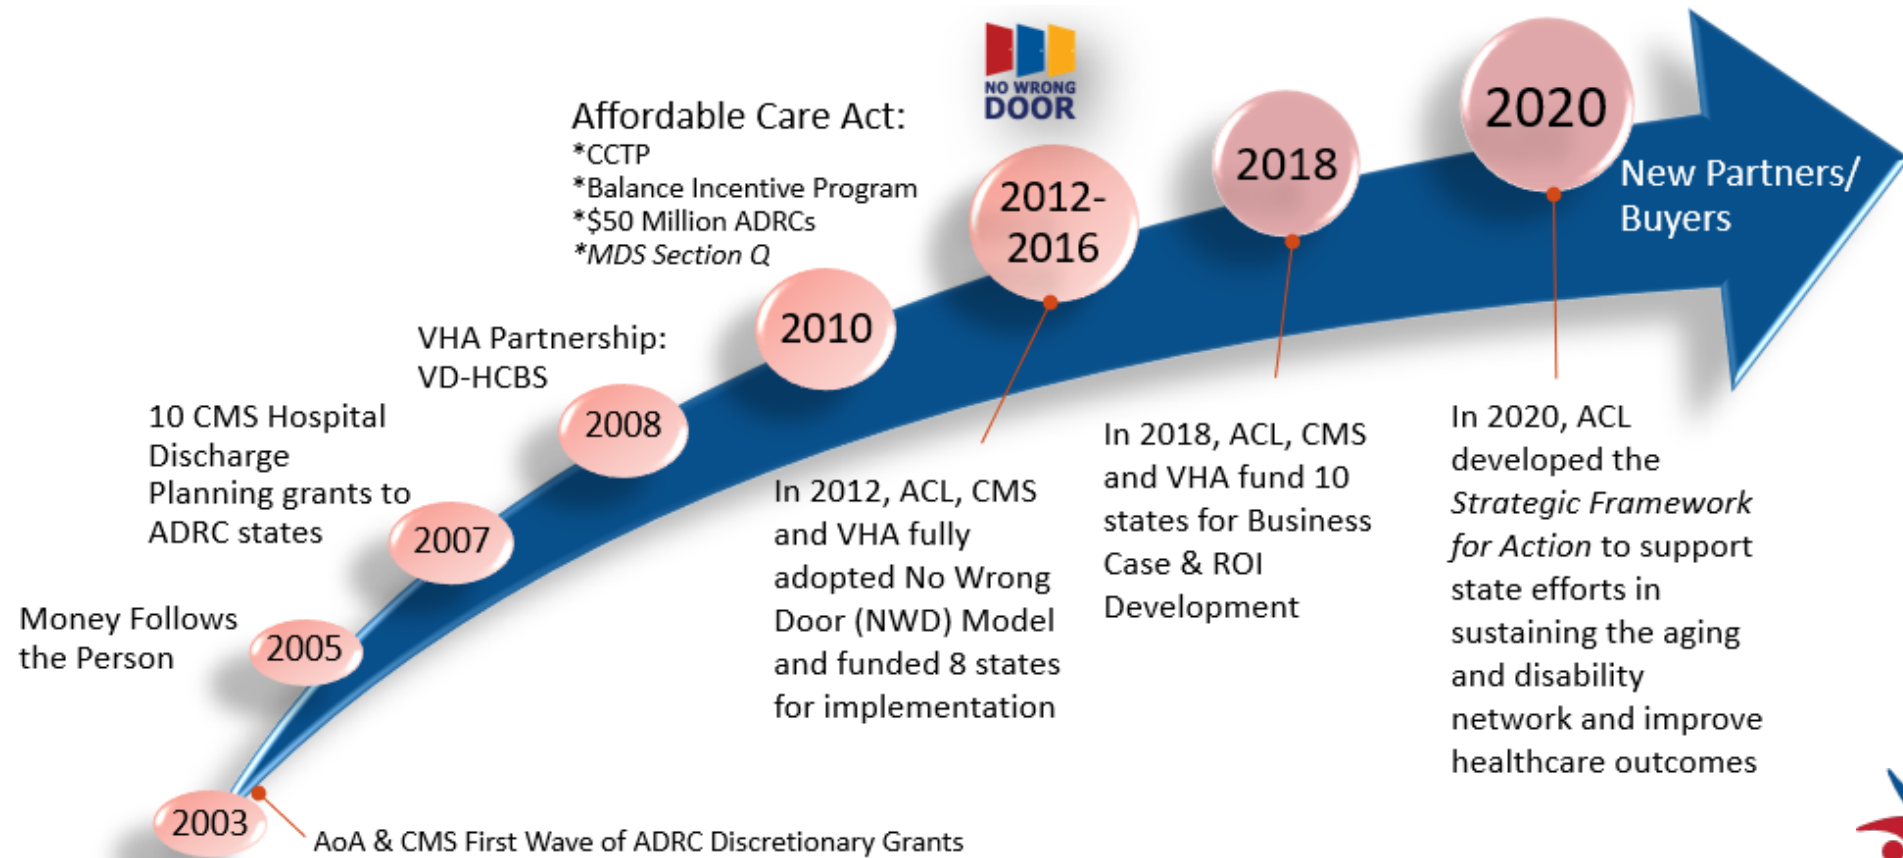 NO WRONG
DOOR
Affordable Care Act:
*CCTP
*Balance Incentive Program
*$50 Million ADRCs
*MDS Section Q
2020
2018
2012-
2016
New Partners/
Buyers
2010
VHA Partnership:
VD-HCBS
2008
10 CMS Hospital
Discharge
Planning grants to
ADRC states
2007
Money Follows
the Person
2005
In 2012, ACL, CMS
and VHA fully
adopted No Wrong
Door (NWD) Model
and funded 8 states
for implementation
In 2018, ACL, CMS
and VHA fund 10
states for Business
Case & ROI
Development
In 2020, ACL
developed the
Strategic Framework
for Action to support
state efforts in
sustaining the aging
and disability
network and improve
healthcare outcomes
2003
AoA & CMS First Wave of ADRC Discretionary Grants